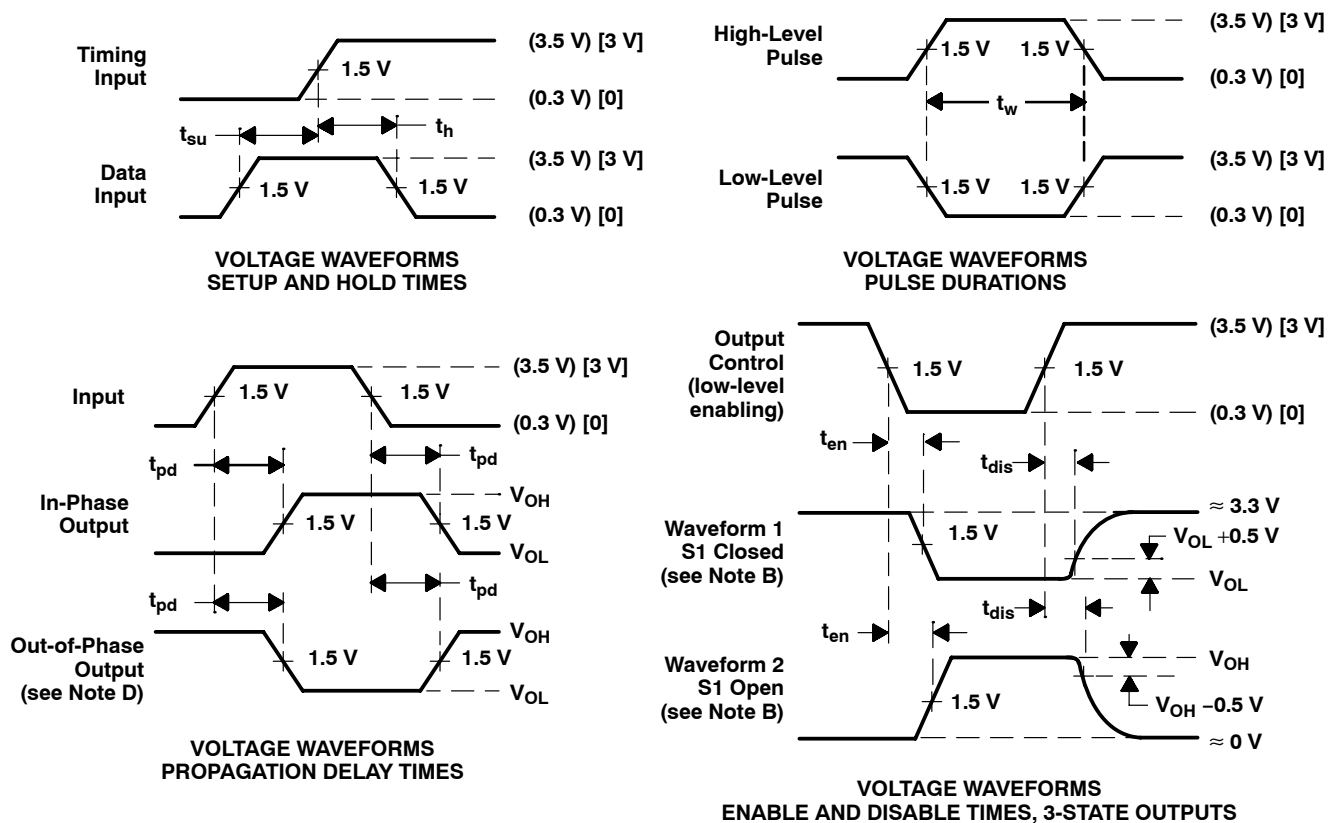 Timing
Input
1.5 V
(3.5 V) [3 V]
(0.3 V) [0]
tsu
th
Data
Input
1.5 V
1.5 V
(3.5 V) [3 V]
(0.3 V) [0]
VOLTAGE WAVEFORMS
SETUP AND HOLD TIMES
High-Level
Pulse
1.5 V
1.5 V
(3.5 V) [3 V]
(0.3 V) [0]
tw
Low-Level
Pulse
1.5 V
1.5 V
(3.5 V) [3 V]
(0.3 V) [0]
VOLTAGE WAVEFORMS
PULSE DURATIONS
Input
1.5 V
1.5 V
(3.5 V) [3 V]
(0.3 V) [0]
tpd
tpd
In-Phase
Output
1.5 V
1.5 V
VOH
VOL
tpd
tpd
Out-of-Phase
Output
(see Note D)
1.5 V
1.5 V
VOH
VOL
VOLTAGE WAVEFORMS
PROPAGATION DELAY TIMES
Output
Control
(low-level
enabling)
1.5 V
1.5 V
(3.5 V) [3 V]
(0.3 V) [0]
ten
tdis
Waveform 1
S1 Closed
(see Note B)
1.5 V
≈ 3.3 V
VOL +0.5 V
VOL
ten
tdis
Waveform 2
S1 Open
(see Note B)
1.5 V
VOH
VOH −0.5 V
≈ 0 V
VOLTAGE WAVEFORMS
ENABLE AND DISABLE TIMES, 3-STATE OUTPUTS